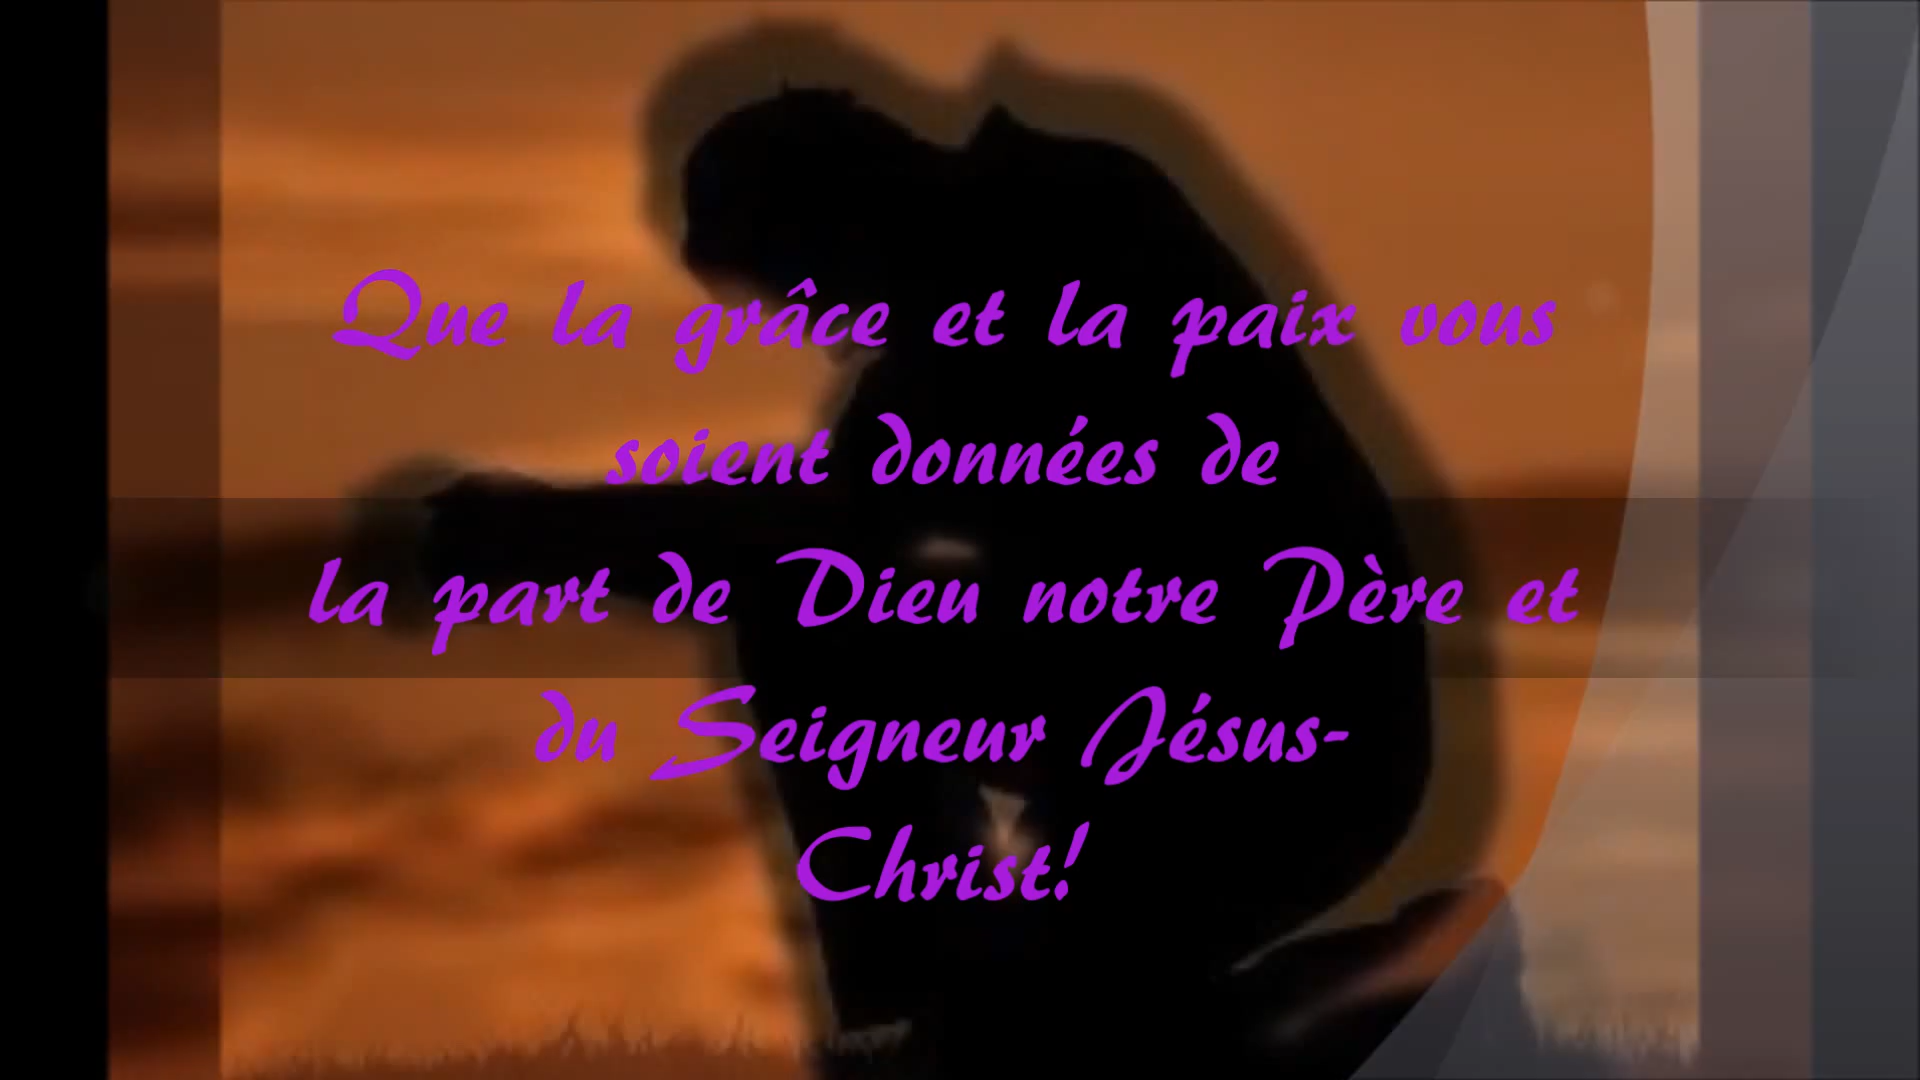 Que la grâce et la paix vous
soient données de
la part de Dieu notre Père et
du Seigneur Jésus-
Christ!